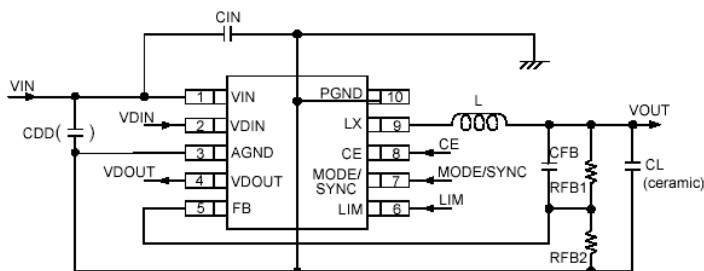 CIN
VIN
CDD( )
VDIN
VDOUT
1 VIN
2 VDIN
3 AGND
4 VDOUT
5 FB
PGND 10
LX 9
CE 8
MODE/
SYNC 7
LIM 6
L
VOUT
CE
MODE/SYNC
LIM
CFB
RFB1
RFB2
CL
(ceramic)